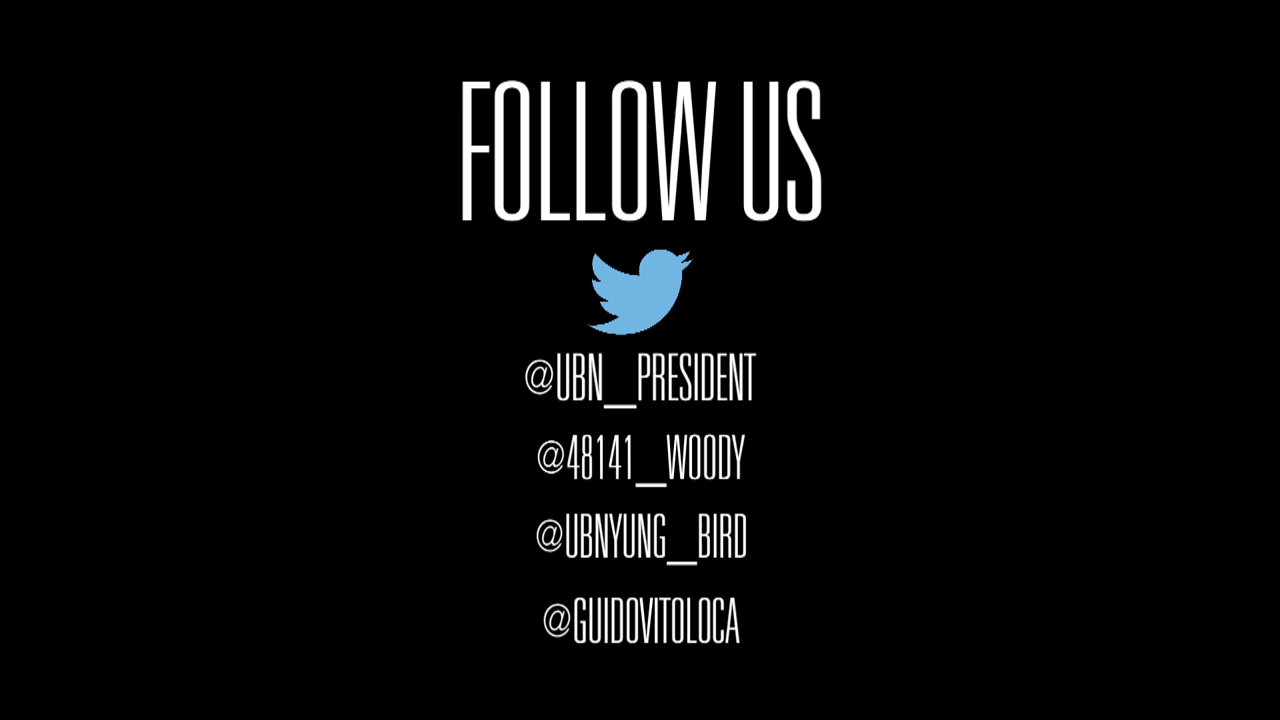 FOLLOW US
@UBN_PRESIDENT
@48141_WOODY
@UBNYUNG_BIRD
@GUIDOVITOLOCA